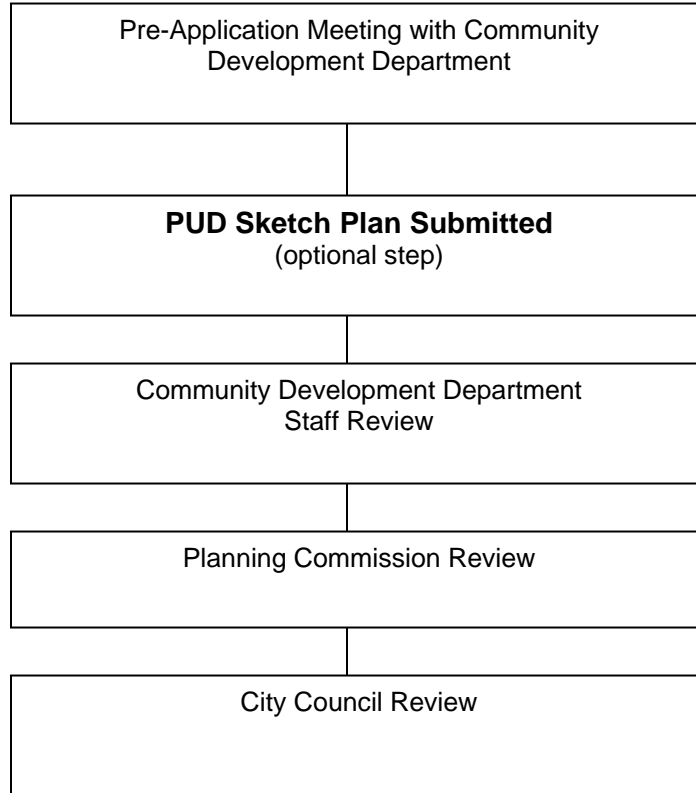 Pre-Application Meeting with Community
Development Department
PUD Sketch Plan Submitted
(optional step)
Community Development Department
Staff Review
Planning Commission Review
City Council Review